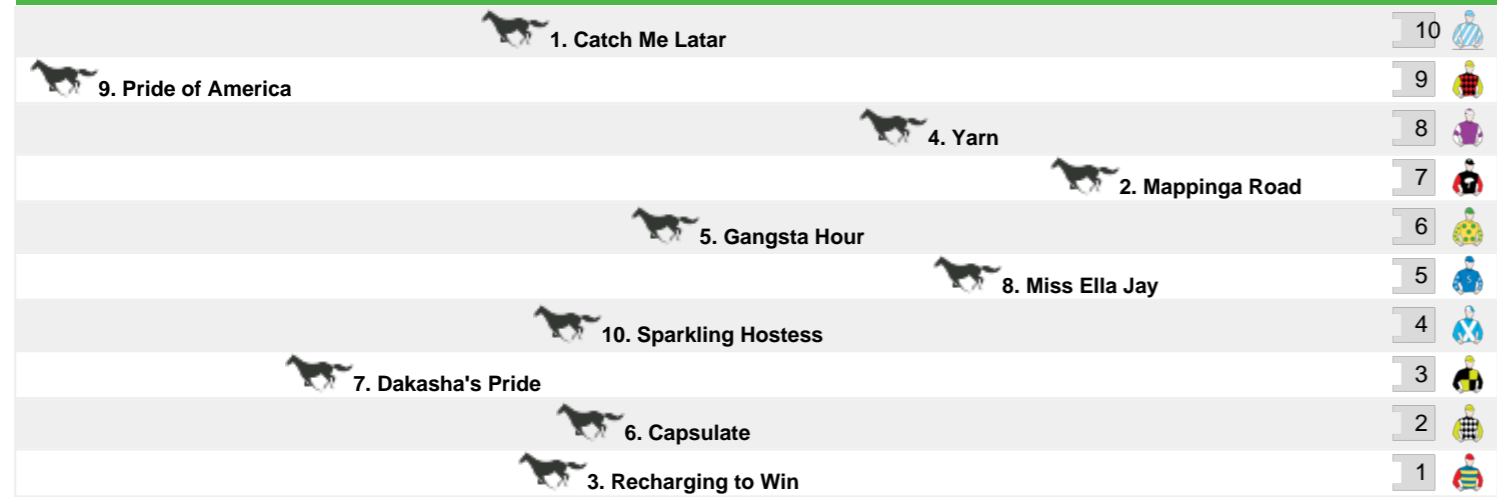 1. Catch Me Latar 10
9. Pride of America 9
4. Yarn 8
2. Mappinga Road 7
5. Gangsta Hour 6
8. Miss Ella Jay 5
10. Sparkling Hostess 4
7. Dakasha's Pride 3
6. Capsulate 2
3. Recharging to Win 1